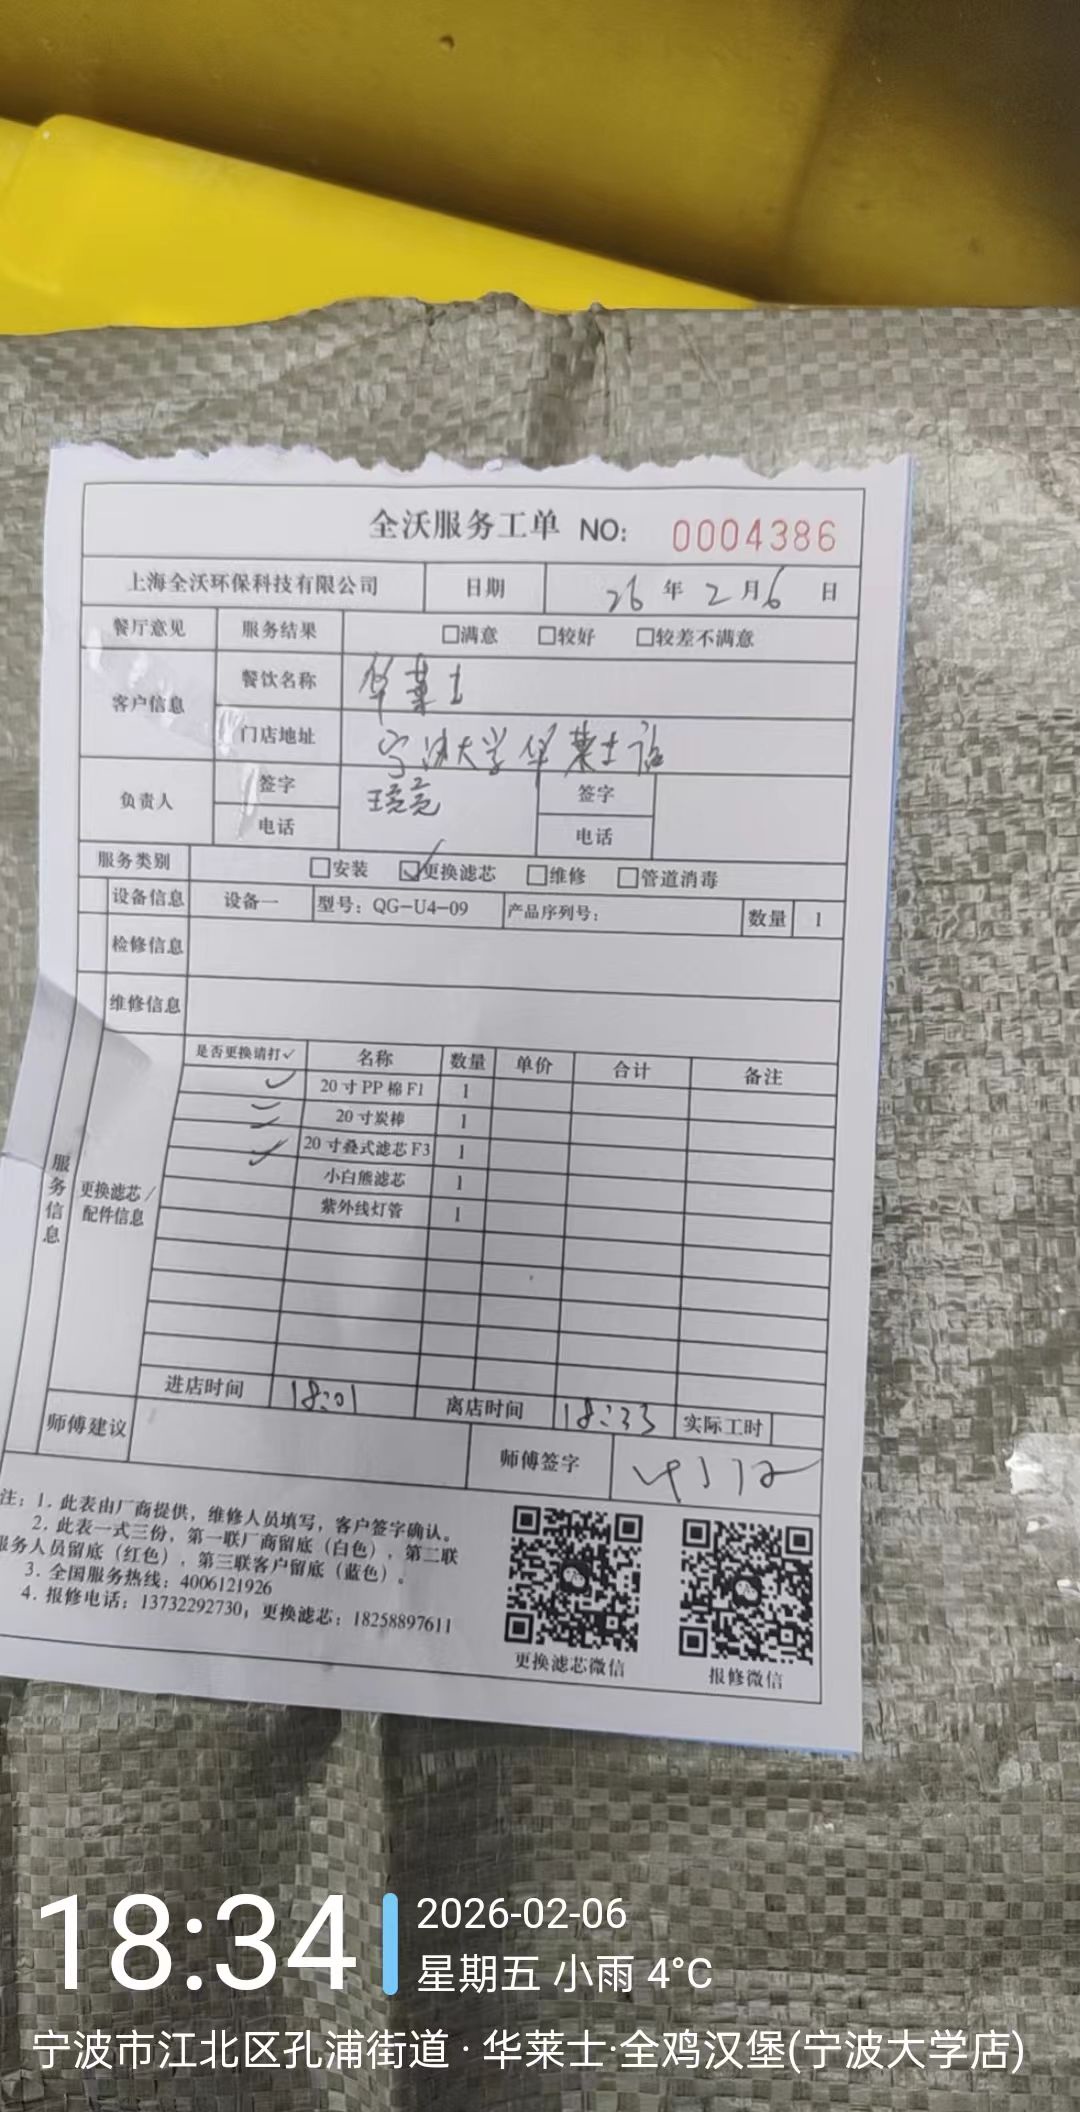 全沃服务工单 NO: 0004386
上海全沃环保科技有限公司 日期 26 年 2 月 6 日
餐厅意见 服务结果 □满意 □较好 □较差不满意
客户信息 餐饮名称 华莱士
门店地址 宁波大学华莱士店
负责人 签字 签字
电话 电话
服务类别 □安装 ☑更换滤芯 □维修 □管道消毒
设备信息 设备一 型号: QG-U4-09 产品序列号: 数量 1
检修信息
维修信息
是否更换请打✓ 名称 数量 单价 合计 备注
✓ 20寸PP棉F1 1
✓ 20寸炭棒 1
✓ 20寸叠式滤芯F3 1
小白熊滤芯 1
紫外线灯管 1
服务信息
更换滤芯/
配件信息
进店时间 18:01 离店时间 18:33 实际工时
师傅建议 师傅签字
注: 1. 此表由厂商提供，维修人员填写，客户签字确认。
2. 此表一式三份，第一联厂商留底（白色），第二联
服务人员留底（红色），第三联客户留底（蓝色）。
3. 全国服务热线: 4006121926
4. 报修电话: 13732292730; 更换滤芯: 18258897611
更换滤芯微信 报修微信
18:34
2026-02-06
星期五 小雨 4°C
宁波市江北区孔浦街道·华莱士·全鸡汉堡(宁波大学店)